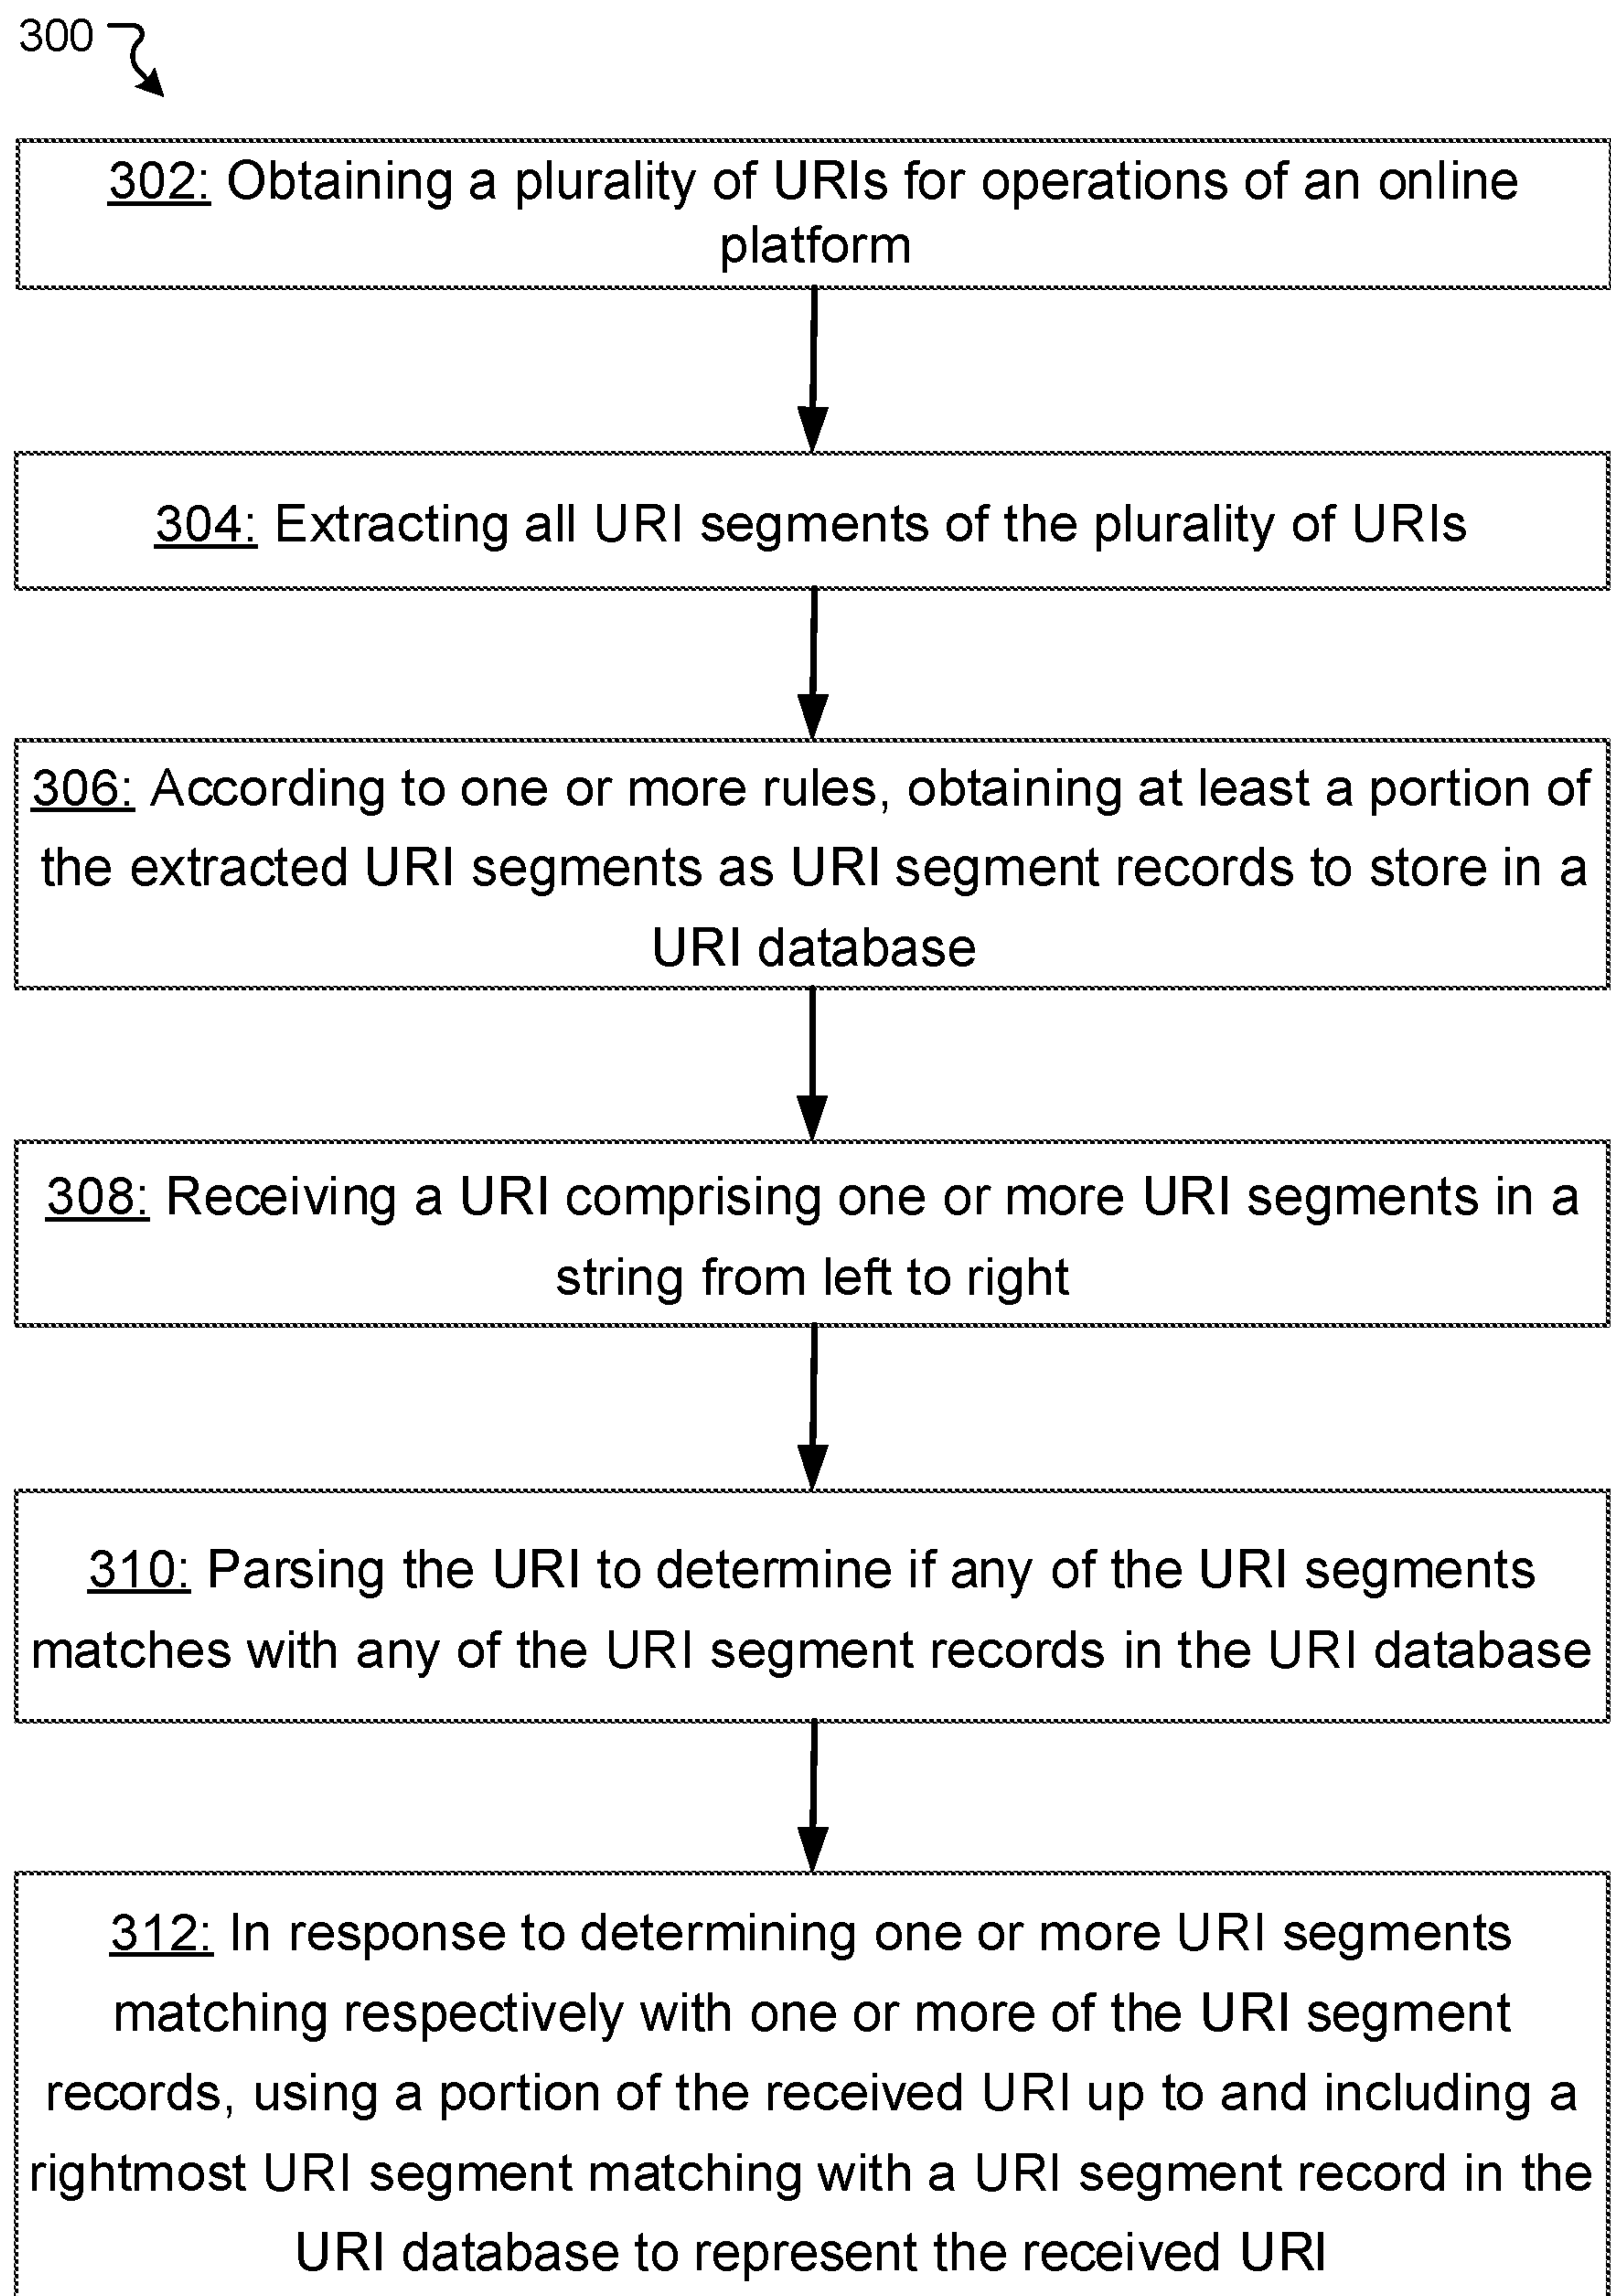 300
302: Obtaining a plurality of URIs for operations of an online
platform
304: Extracting all URI segments of the plurality of URIs
306: According to one or more rules, obtaining at least a portion of
the extracted URI segments as URI segment records to store in a
URI database
308: Receiving a URI comprising one or more URI segments in a
string from left to right
310: Parsing the URI to determine if any of the URI segments
matches with any of the URI segment records in the URI database
312: In response to determining one or more URI segments
matching respectively with one or more of the URI segment
records, using a portion of the received URI up to and including a
rightmost URI segment matching with a URI segment record in the
URI database to represent the received URI